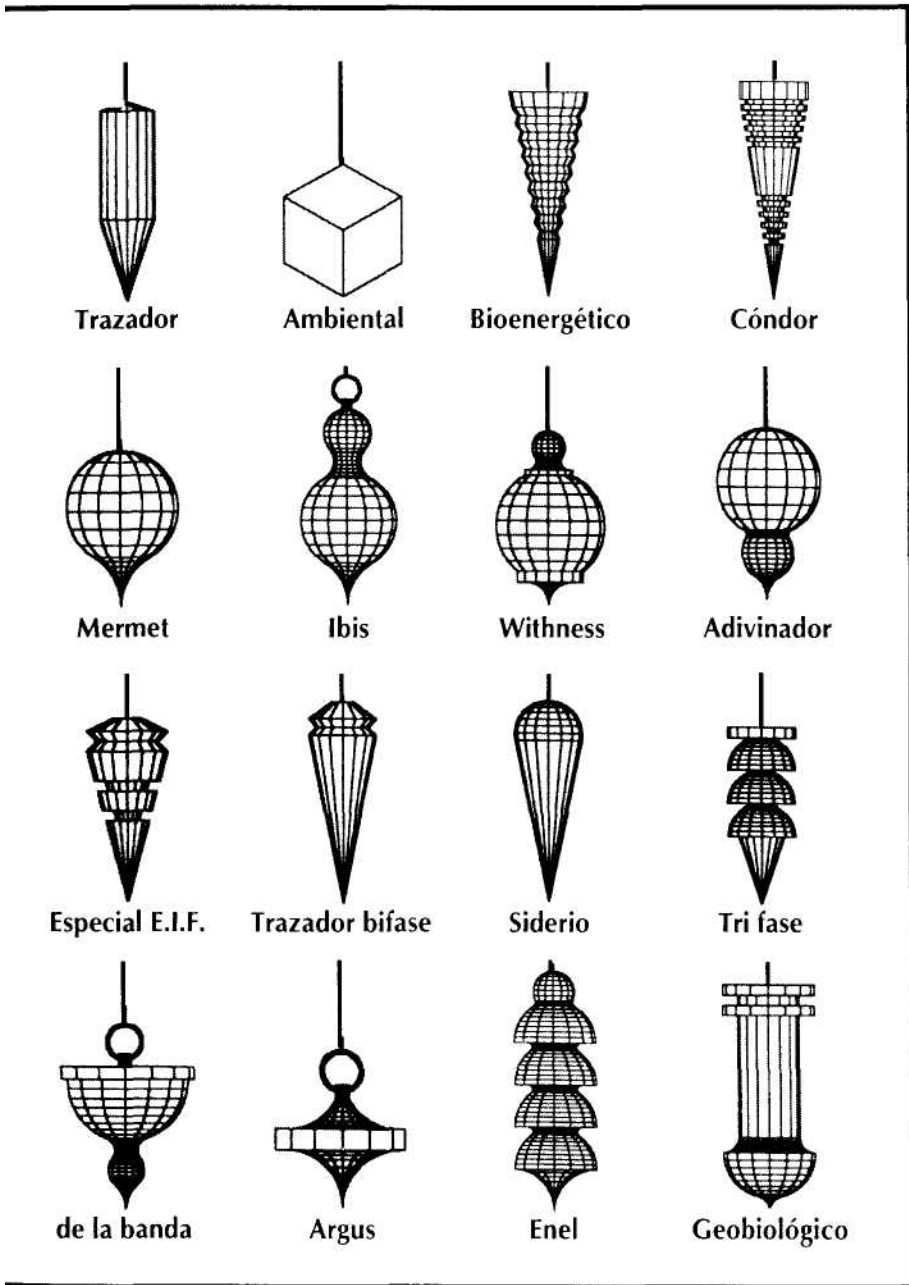 Trazador Ambiental Bioenergético Cóndor
Mermet Ibis Withness Adivinador
Especial E.I.F. Trazador bifase Siderio Tri fase
de la banda Argus Enel Geobiológico